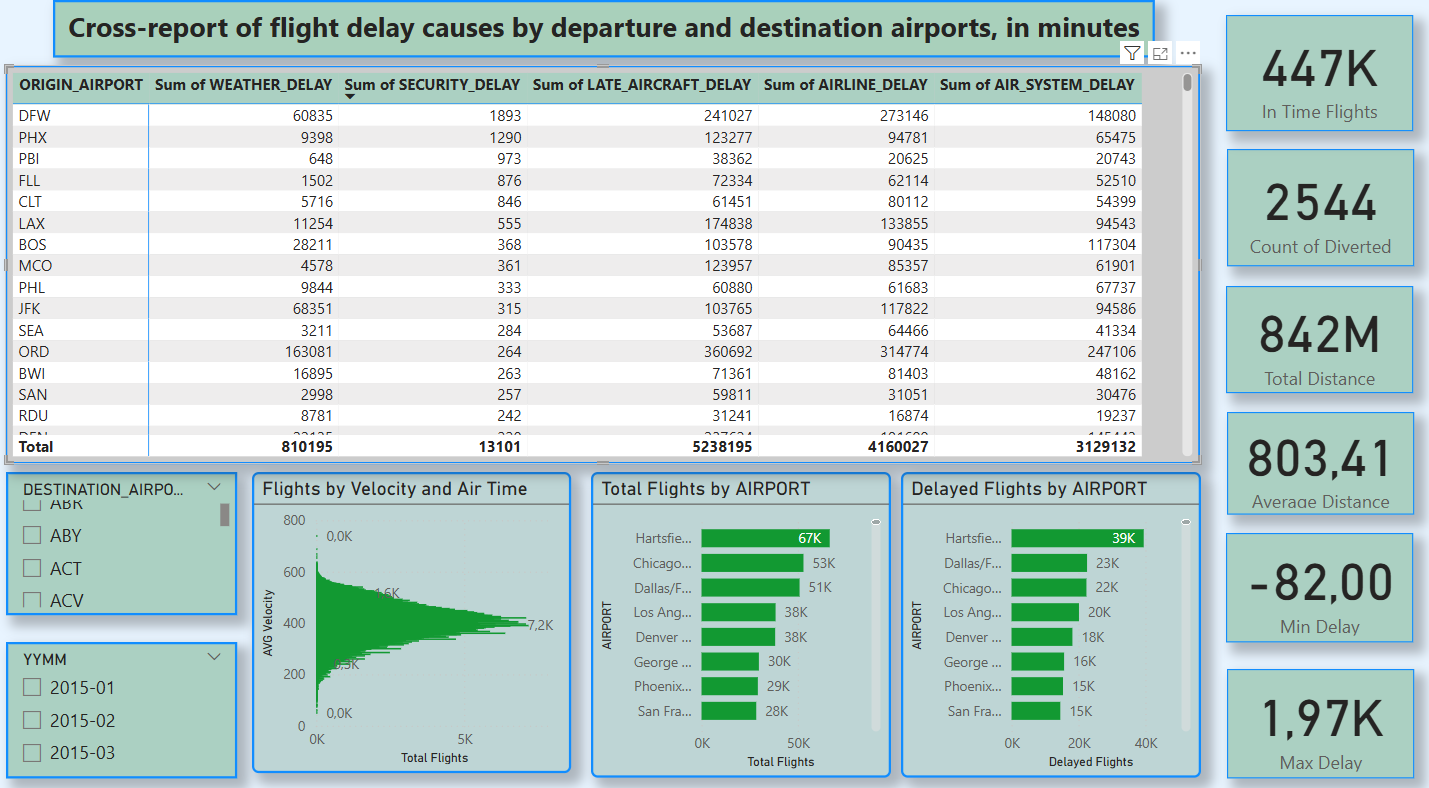 Cross-report of flight delay causes by departure and destination airports, in minutes
ORIGIN_AIRPORT Sum of WEATHER_DELAY Sum of SECURITY_DELAY Sum of LATE_AIRCRAFT_DELAY Sum of AIRLINE_DELAY Sum of AIR_SYSTEM_DELAY
DFW 60835 1893 241027 273146 148080
PHX 9398 1290 123277 94781 65475
PBI 648 973 38362 20625 20743
FLL 1502 876 72334 62114 52510
CLT 5716 846 61451 80112 54399
LAX 11254 555 174838 133855 94543
BOS 28211 368 103578 90435 117304
MCO 4578 361 123957 85357 61901
PHL 9844 333 60880 61683 67737
JFK 68351 315 103765 117822 94586
SEA 3211 284 53687 64466 41334
ORD 163081 264 360692 314774 247106
BWI 16895 263 71361 81403 48162
SAN 2998 257 59811 31051 30476
RDU 8781 242 31241 16874 19237
Total 810195 13101 5238195 4160027 3129132
447K
In Time Flights
2544
Count of Diverted
842M
Total Distance
803,41
Average Distance
-82,00
Min Delay
1,97K
Max Delay
DESTINATION_AIRPO...
ABR
ABY
ACT
ACV
YYMM
2015-01
2015-02
2015-03
Flights by Velocity and Air Time
AVG Velocity
800
600
400
200
0
0,0K
7,2K
0,0K
0K 5K
Total Flights
Total Flights by AIRPORT
AIRPORT
Hartsfie... 67K
Chicago... 53K
Dallas/F... 51K
Los Ang... 38K
Denver ... 38K
George ... 30K
Phoenix... 29K
San Fra... 28K
0K 50K
Total Flights
Delayed Flights by AIRPORT
AIRPORT
Hartsfie... 39K
Dallas/F... 23K
Chicago... 22K
Los Ang... 20K
Denver ... 18K
George ... 16K
Phoenix... 15K
San Fra... 15K
0K 20K 40K
Delayed Flights